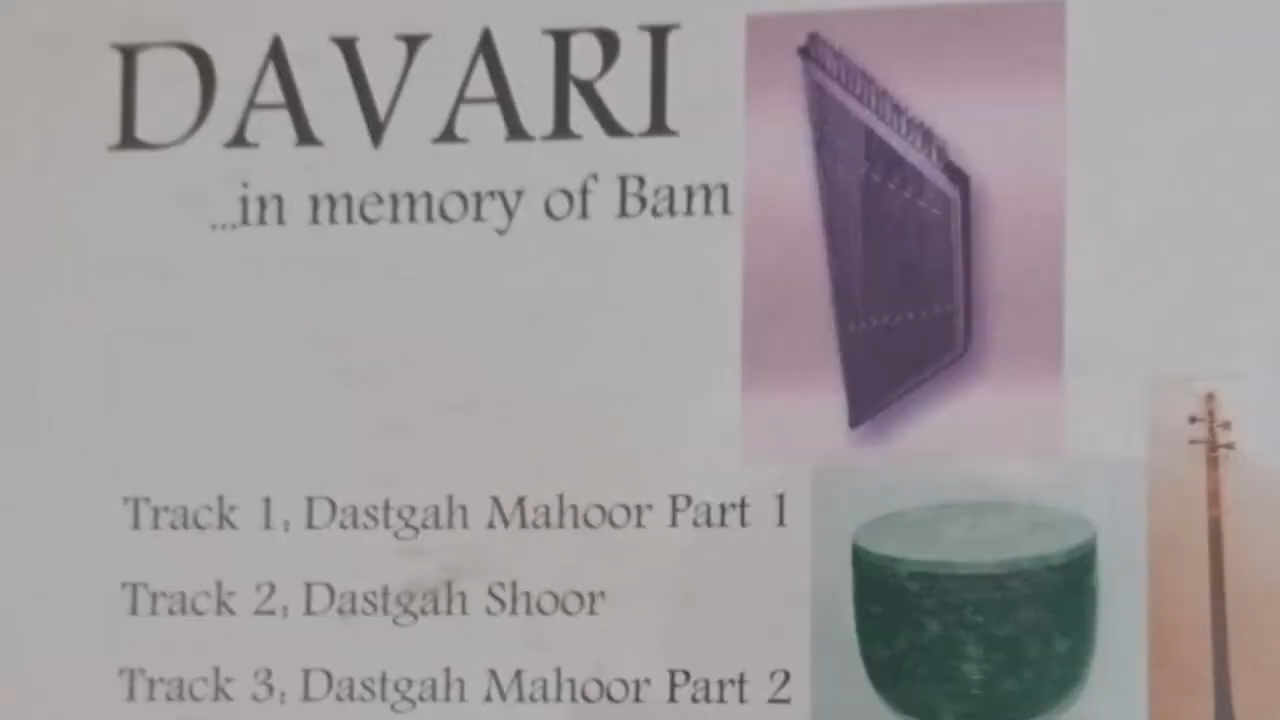 DAVARI
...in memory of Bam
Track 1, Dastgah Mahoor Part 1
Track 2, Dastgah Shoor
Track 3, Dastgah Mahoor Part 2